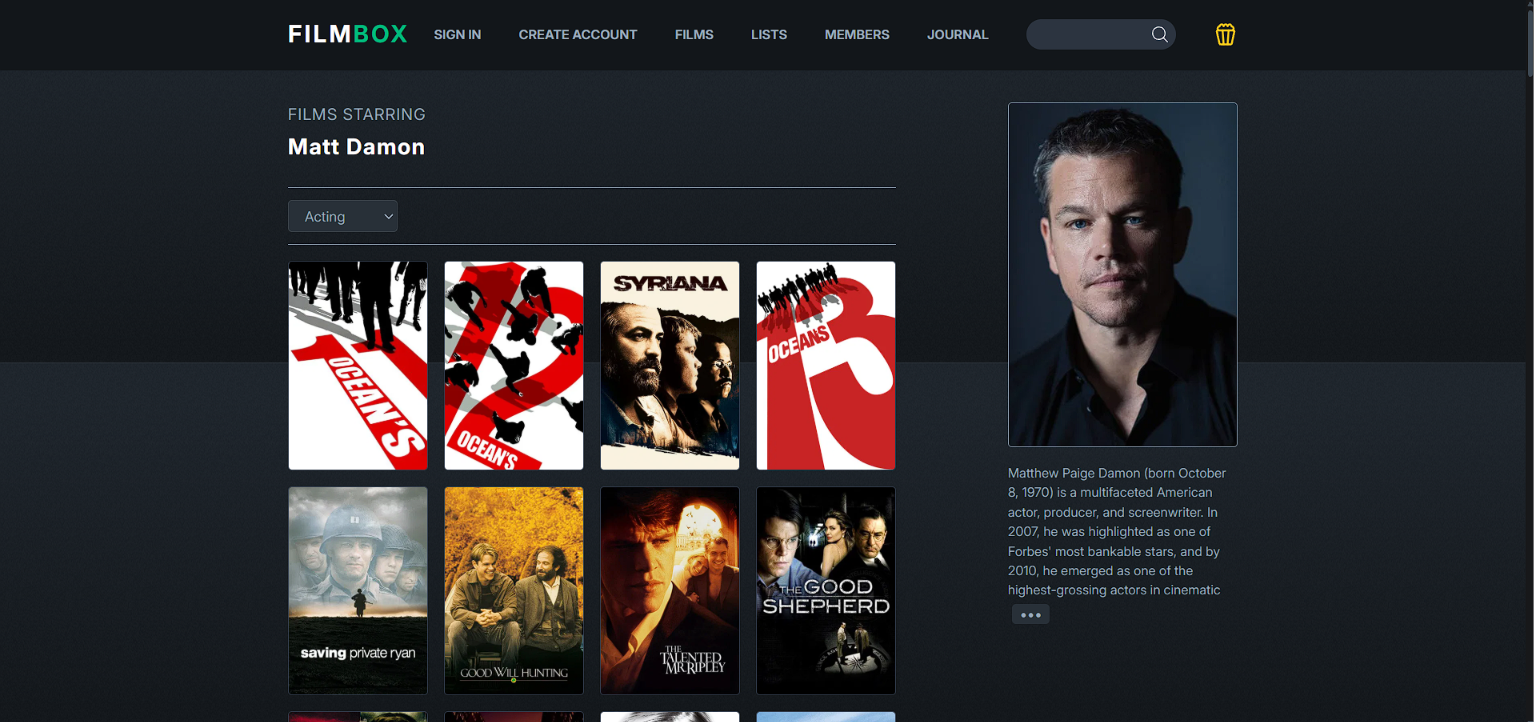 FILMBOX SIGN IN CREATE ACCOUNT FILMS LISTS MEMBERS JOURNAL
FILMS STARRING
Matt Damon
Acting
OCEAN'S
11
OCEAN'S
12
SYRIANA
OCEANS
13
saving private ryan
GOOD WILL HUNTING
THE
TALENTED
MR RIPLEY
THE GOOD
SHEPHERD
Matthew Paige Damon (born October
8, 1970) is a multifaceted American
actor, producer, and screenwriter. In
2007, he was highlighted as one of
Forbes' most bankable stars, and by
2010, he emerged as one of the
highest-grossing actors in cinematic
•••